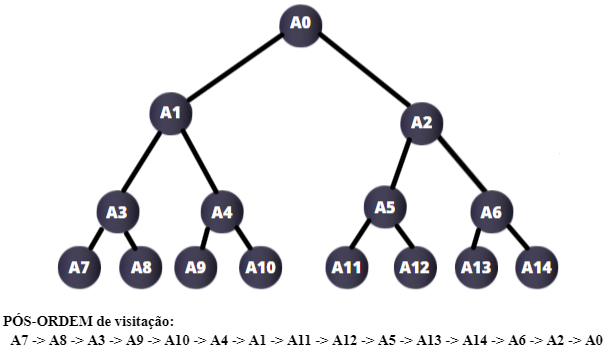 A0
A1
A2
A3
A4
A5
A6
A7
A8
A9
A10
A11
A12
A13
A14
PÓS-ORDEM de visitação:
A7 -> A8 -> A3 -> A9 -> A10 -> A4 -> A1 -> A11 -> A12 -> A5 -> A13 -> A14 -> A6 -> A2 -> A0